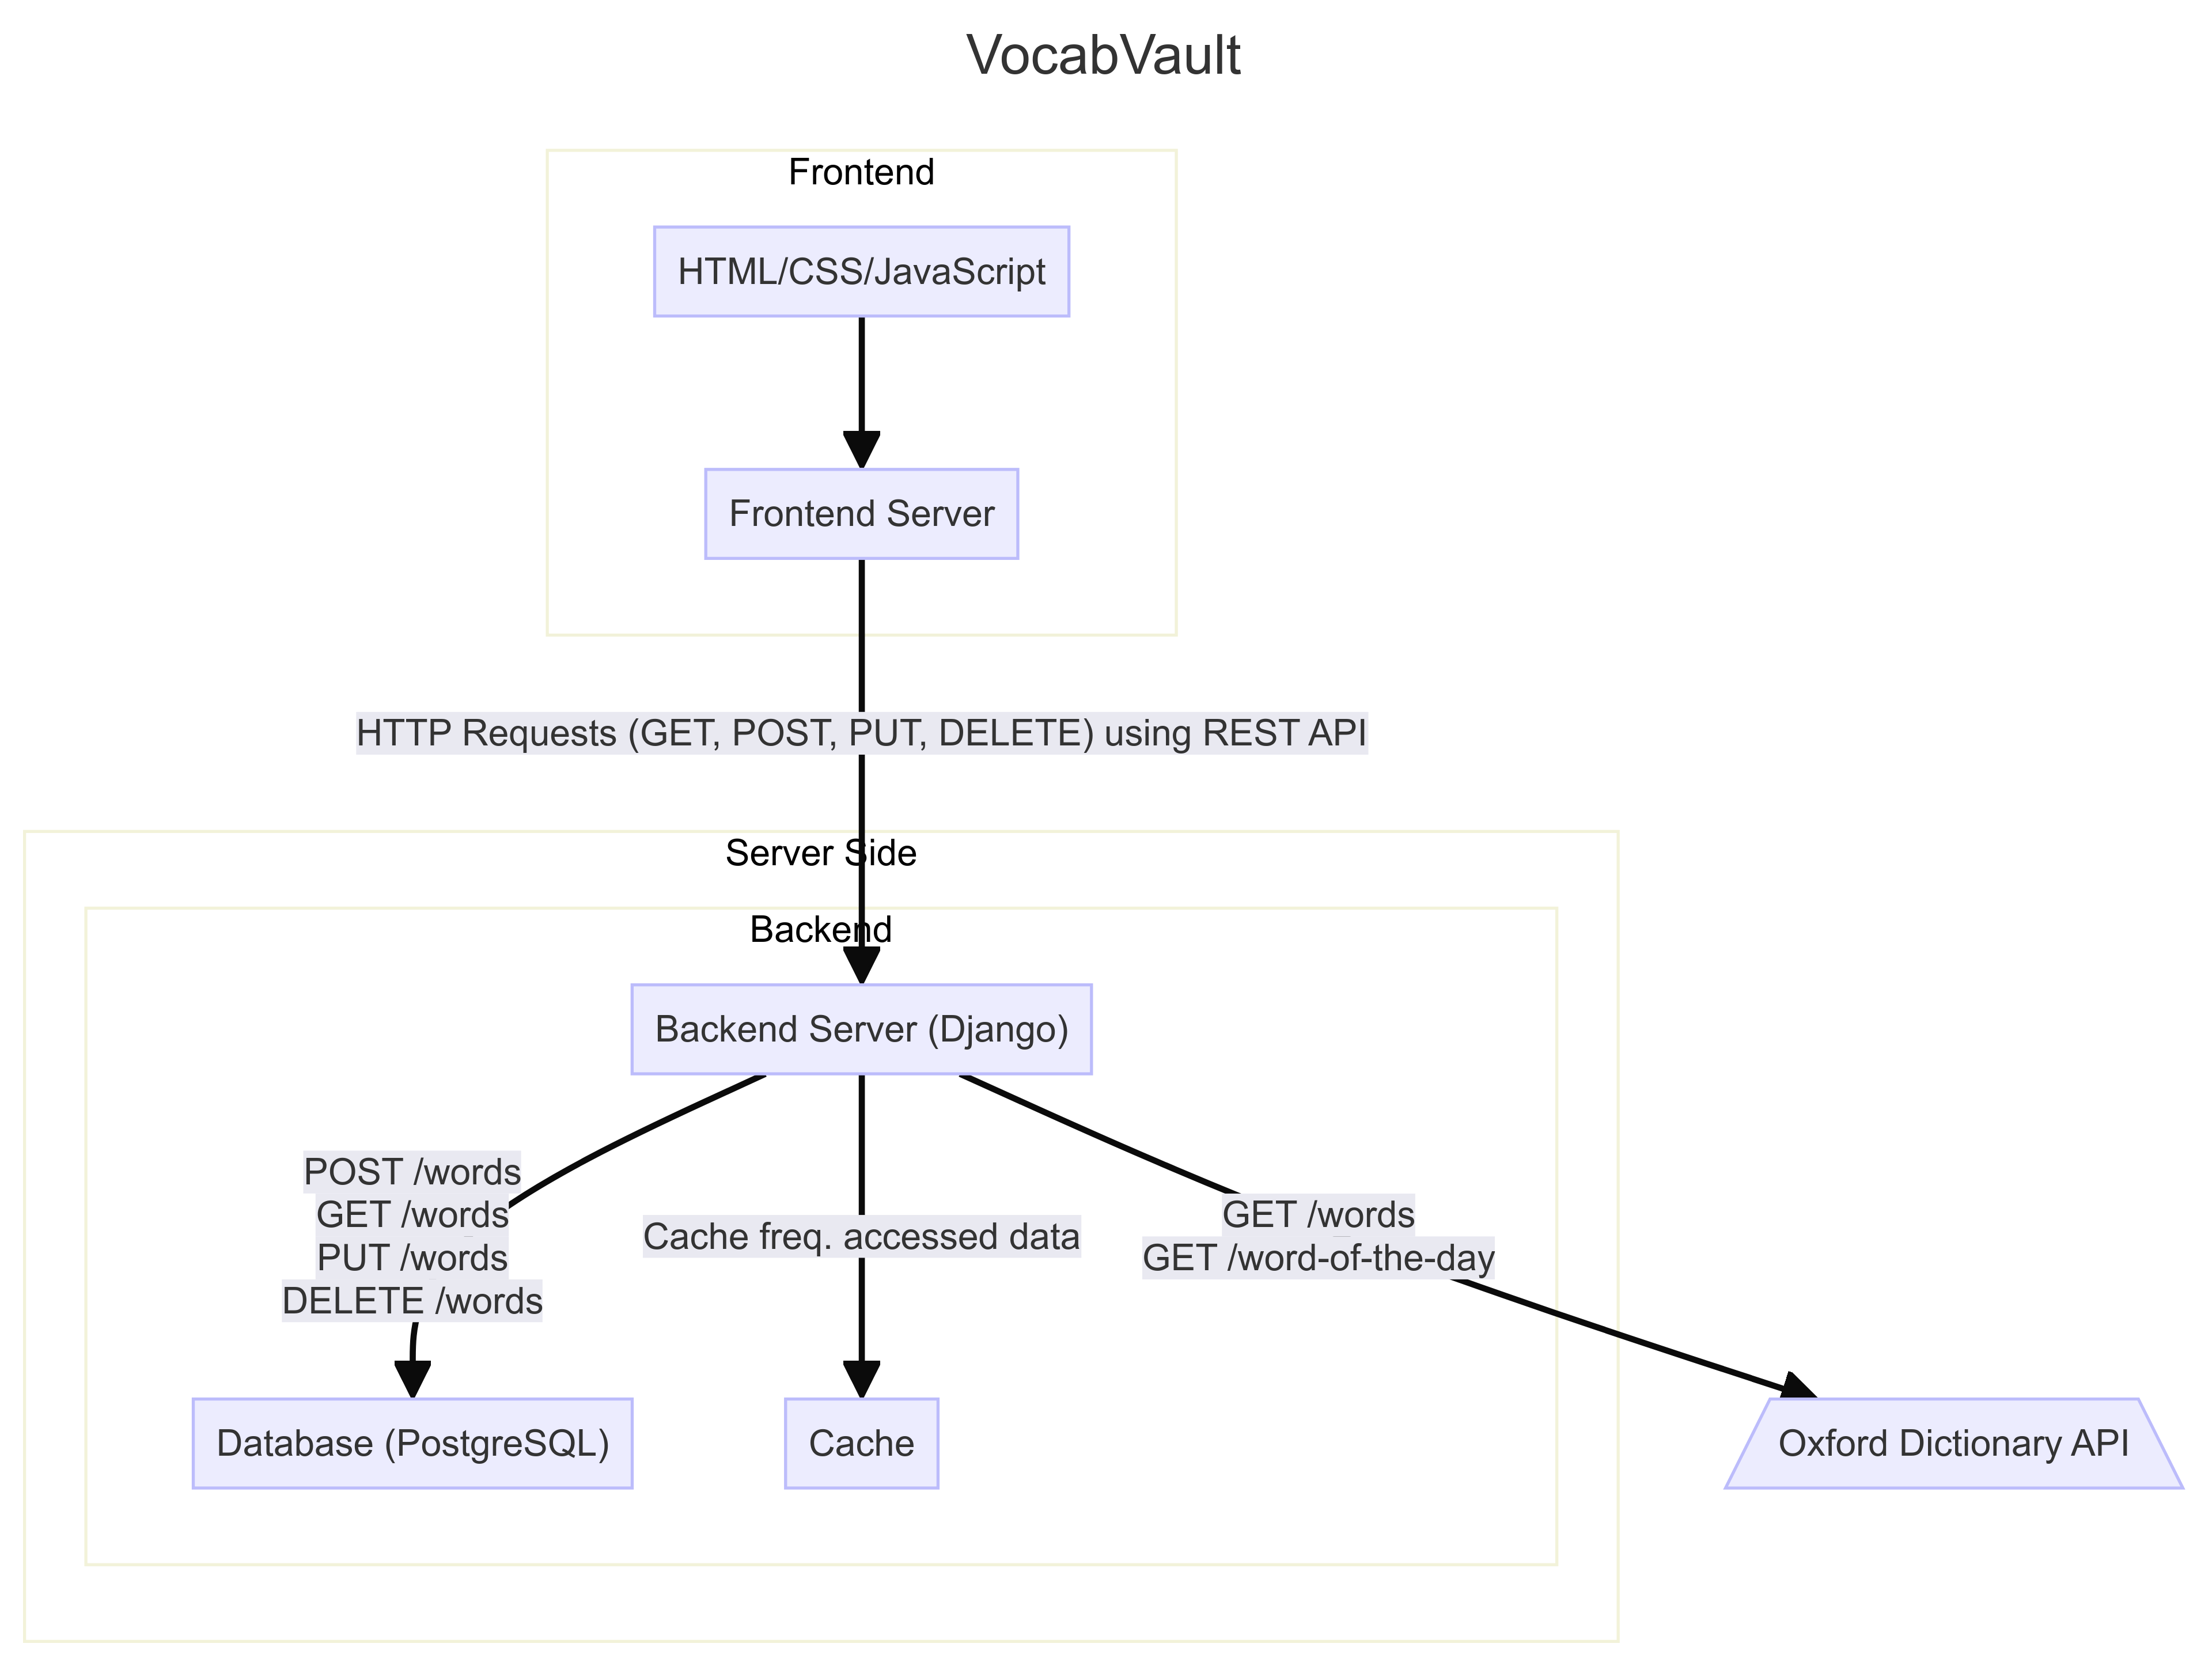 VocabVault
Frontend
HTML/CSS/JavaScript
Frontend Server
HTTP Requests (GET, POST, PUT, DELETE) using REST API
Server Side
Backend
Backend Server (Django)
POST /words
GET /words
PUT /words
DELETE /words
Cache freq. accessed data
GET /words
GET /word-of-the-day
Database (PostgreSQL)
Cache
Oxford Dictionary API